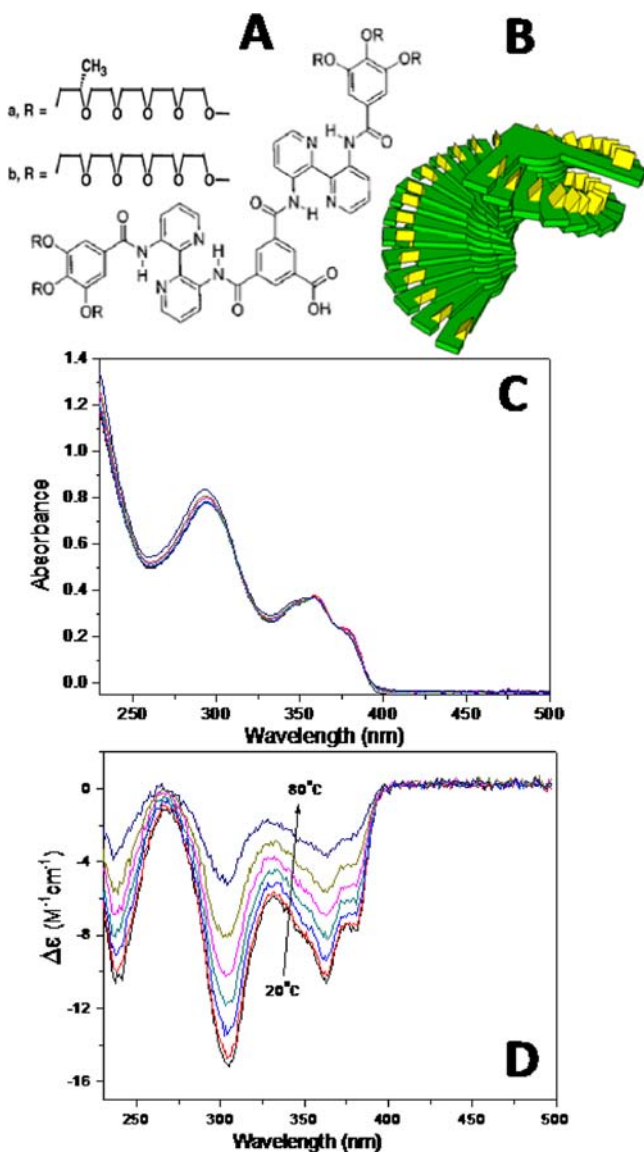 A
B
CH3
a, R =
O O O O O
b, R =
O O O O O
OR
RO OR
O
H-N
N
N-H
N
N
H
O
O
O
RO
RO
OR
N
H
N
N
H
N
O
O
OH
C
1.4
1.2
1.0
0.8
0.6
0.4
0.2
0.0
Absorbance
250 300 350 400 450 500
Wavelength (nm)
D
0
-4
-8
-12
-16
Δε (M-1cm-1)
80°C
20°C
250 300 350 400 450 500
Wavelength (nm)